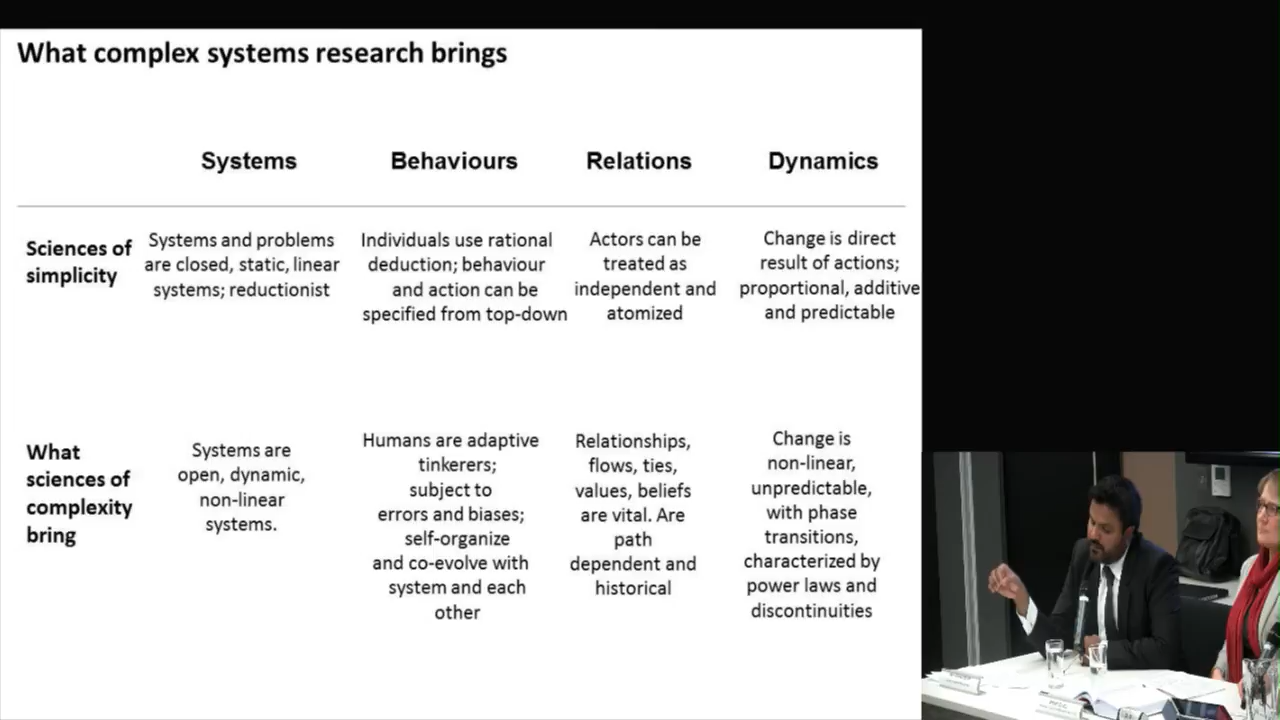 What complex systems research brings
Systems Behaviours Relations Dynamics
Sciences of
simplicity
Systems and problems
are closed, static, linear
systems; reductionist
Individuals use rational
deduction; behaviour
and action can be
specified from top-down
Actors can be
treated as
independent and
atomized
Change is direct
result of actions;
proportional, additive
and predictable
What
sciences of
complexity
bring
Systems are
open, dynamic,
non-linear
systems.
Humans are adaptive
tinkerers;
subject to
errors and biases;
self-organize
and co-evolve with
system and each
other
Relationships,
flows, ties,
values, beliefs
are vital. Are
path
dependent and
historical
Change is
non-linear,
unpredictable,
with phase
transitions,
characterized by
power laws and
discontinuities